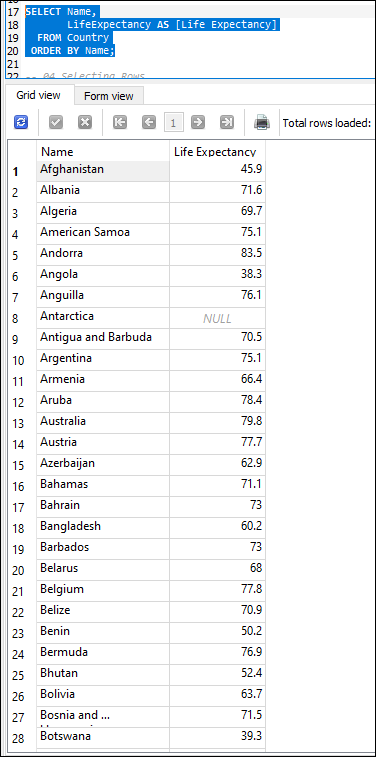 17 SELECT Name,
18 LifeExpectancy AS [Life Expectancy]
19 FROM Country
20 ORDER BY Name;
21
22 -- 04 Selecting Rows
Grid view Form view
1 Total rows loaded:
Name Life Expectancy
1 Afghanistan 45.9
2 Albania 71.6
3 Algeria 69.7
4 American Samoa 75.1
5 Andorra 83.5
6 Angola 38.3
7 Anguilla 76.1
8 Antarctica NULL
9 Antigua and Barbuda 70.5
10 Argentina 75.1
11 Armenia 66.4
12 Aruba 78.4
13 Australia 79.8
14 Austria 77.7
15 Azerbaijan 62.9
16 Bahamas 71.1
17 Bahrain 73
18 Bangladesh 60.2
19 Barbados 73
20 Belarus 68
21 Belgium 77.8
22 Belize 70.9
23 Benin 50.2
24 Bermuda 76.9
25 Bhutan 52.4
26 Bolivia 63.7
27 Bosnia and ... 71.5
28 Botswana 39.3